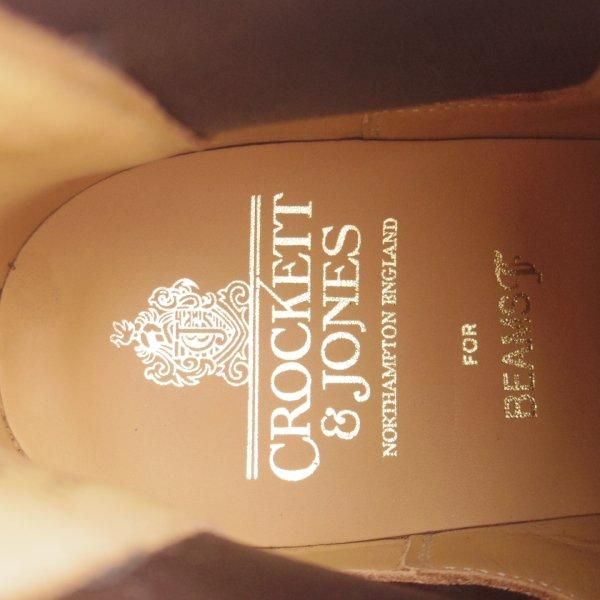 CROCKETT
& JONES
NORTHAMPTON ENGLAND
FOR
BEAMS F